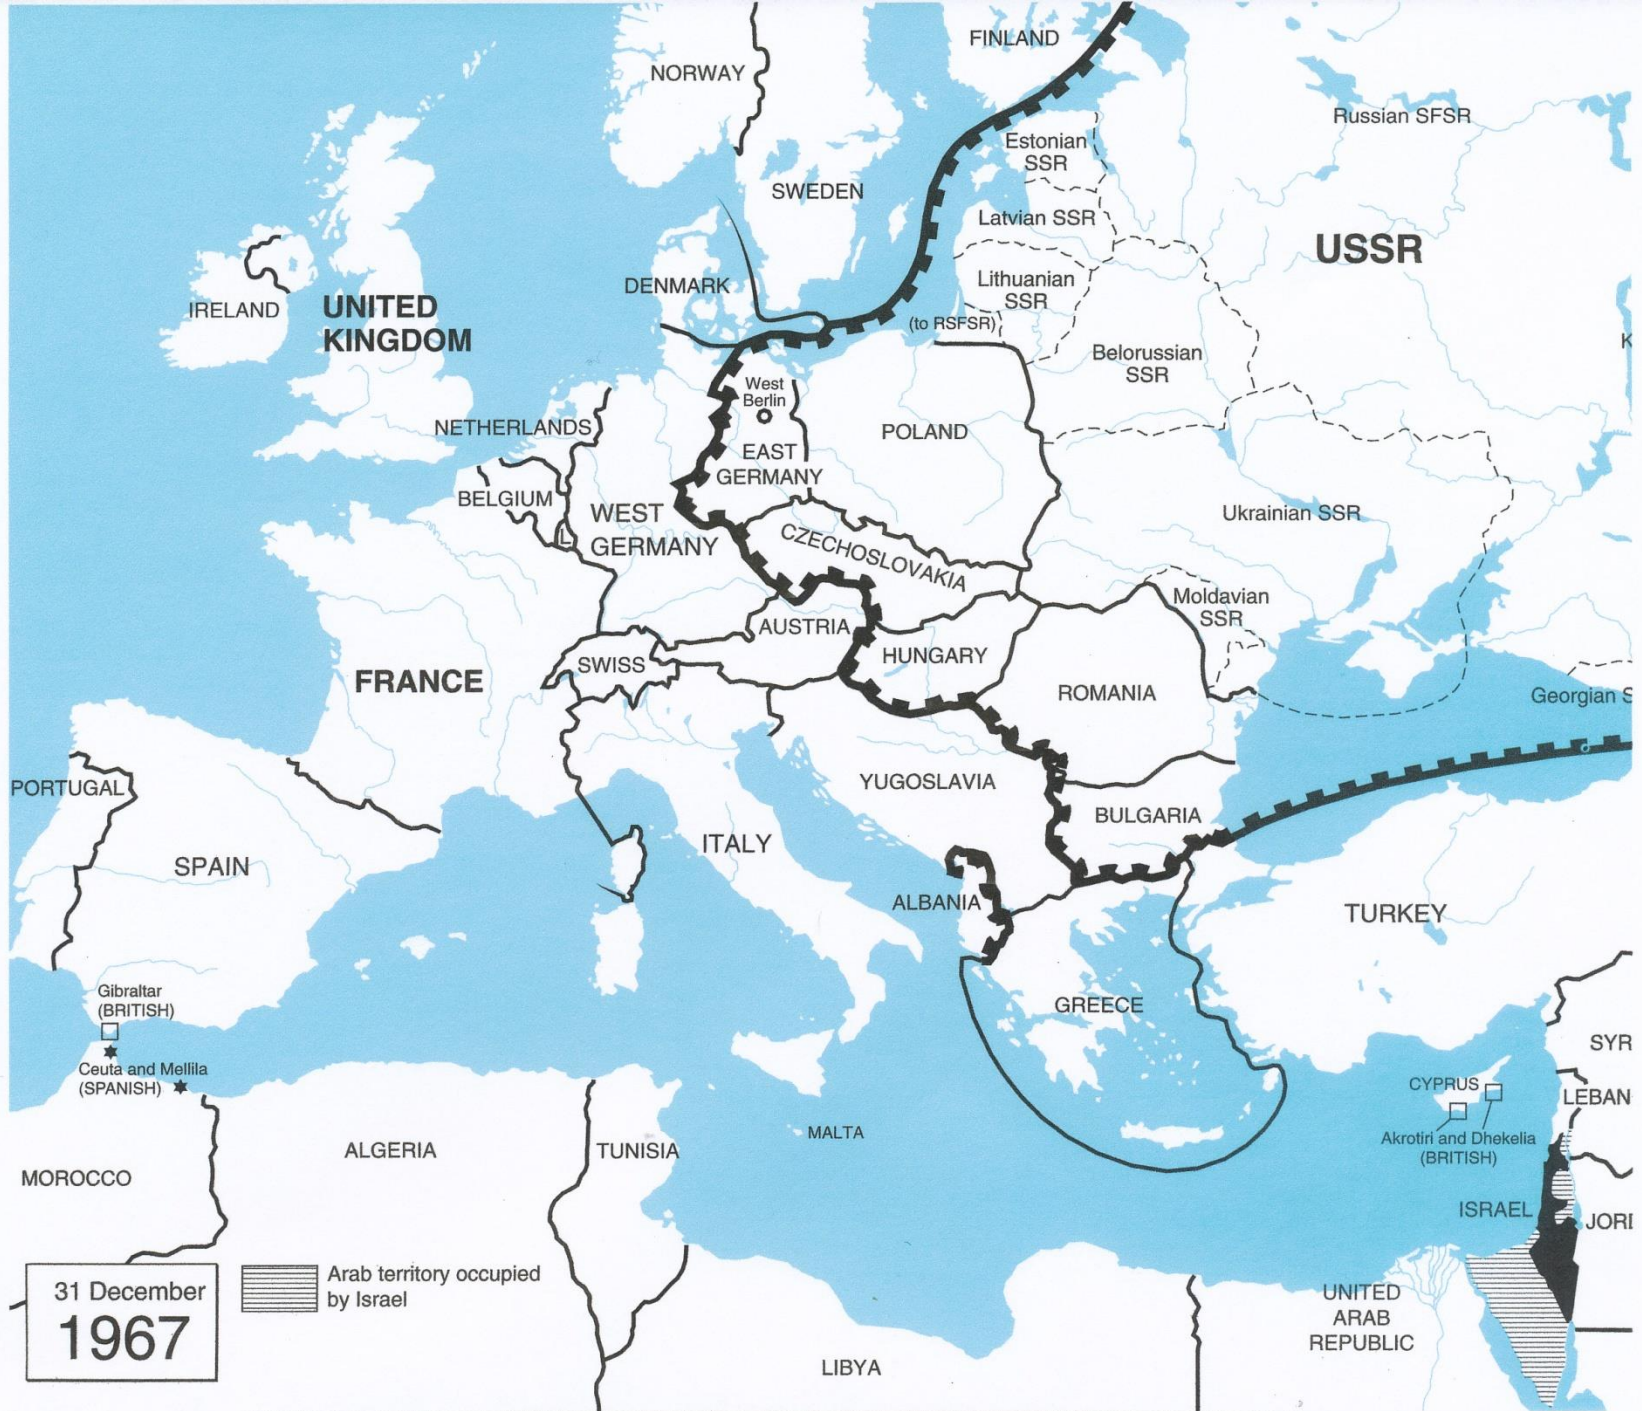 FINLAND
NORWAY
Russian SFSR
Estonian
SSR
SWEDEN
Latvian SSR
USSR
DENMARK
Lithuanian
SSR
IRELAND
UNITED
KINGDOM
(to RSFSR)
K
Belorussian
SSR
West
Berlin
NETHERLANDS
POLAND
EAST
GERMANY
BELGIUM
WEST
GERMANY
L
Ukrainian SSR
CZECHOSLOVAKIA
Moldavian
SSR
AUSTRIA
HUNGARY
SWISS
FRANCE
ROMANIA
Georgian S
PORTUGAL
YUGOSLAVIA
BULGARIA
ITALY
SPAIN
ALBANIA
TURKEY
Gibraltar
(BRITISH)
GREECE
SYR
Ceuta and Mellila
(SPANISH)
CYPRUS
LEBAN
MALTA
Akrotiri and Dhekelia
(BRITISH)
ALGERIA
TUNISIA
MOROCCO
ISRAEL
JORD
31 December
1967
Arab territory occupied
by Israel
UNITED
ARAB
REPUBLIC
LIBYA